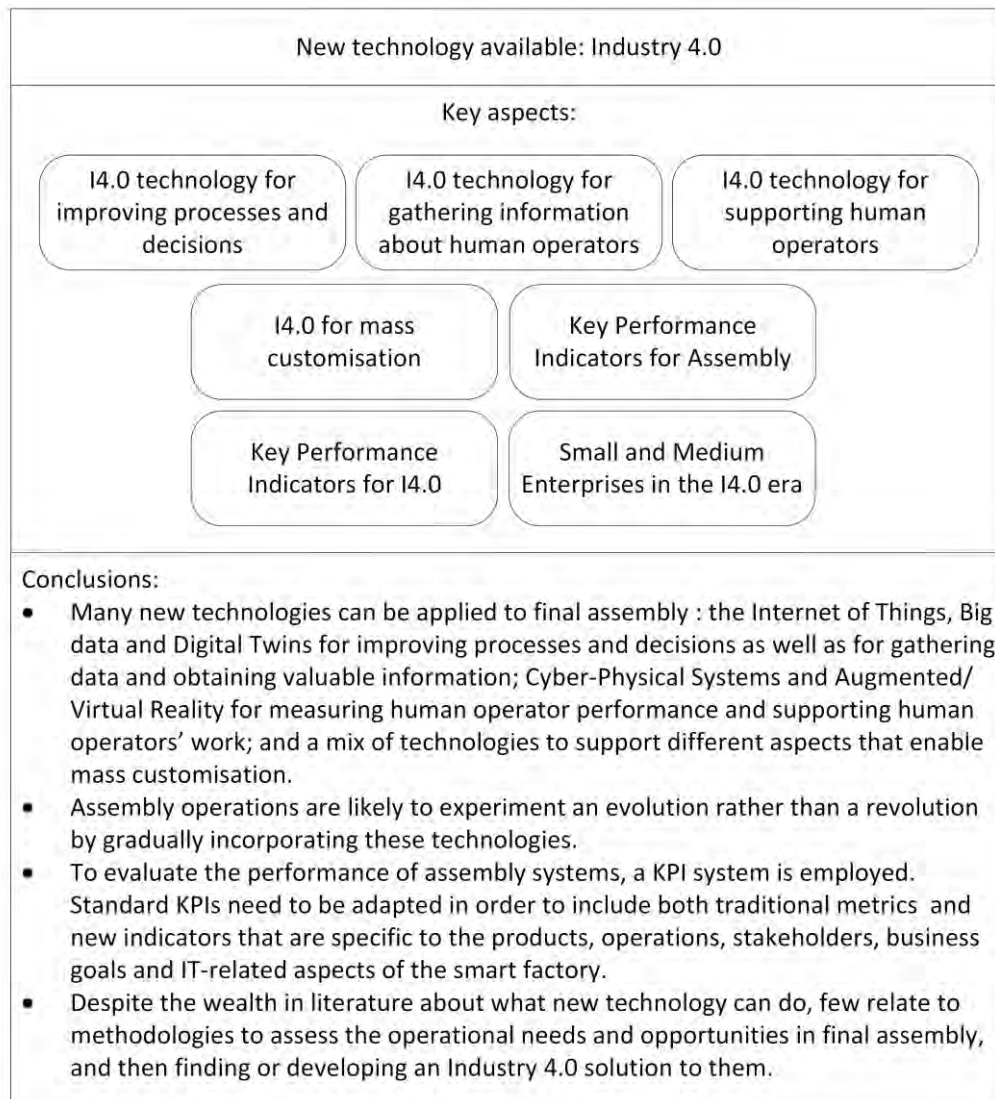 New technology available: Industry 4.0
Key aspects:
I4.0 technology for
improving processes and
decisions
I4.0 technology for
gathering information
about human operators
I4.0 technology for
supporting human
operators
I4.0 for mass
customisation
Key Performance
Indicators for Assembly
Key Performance
Indicators for I4.0
Small and Medium
Enterprises in the I4.0 era
Conclusions:
• Many new technologies can be applied to final assembly : the Internet of Things, Big
data and Digital Twins for improving processes and decisions as well as for gathering
data and obtaining valuable information; Cyber-Physical Systems and Augmented/
Virtual Reality for measuring human operator performance and supporting human
operators’ work; and a mix of technologies to support different aspects that enable
mass customisation.
• Assembly operations are likely to experiment an evolution rather than a revolution
by gradually incorporating these technologies.
• To evaluate the performance of assembly systems, a KPI system is employed.
Standard KPIs need to be adapted in order to include both traditional metrics and
new indicators that are specific to the products, operations, stakeholders, business
goals and IT-related aspects of the smart factory.
• Despite the wealth in literature about what new technology can do, few relate to
methodologies to assess the operational needs and opportunities in final assembly,
and then finding or developing an Industry 4.0 solution to them.